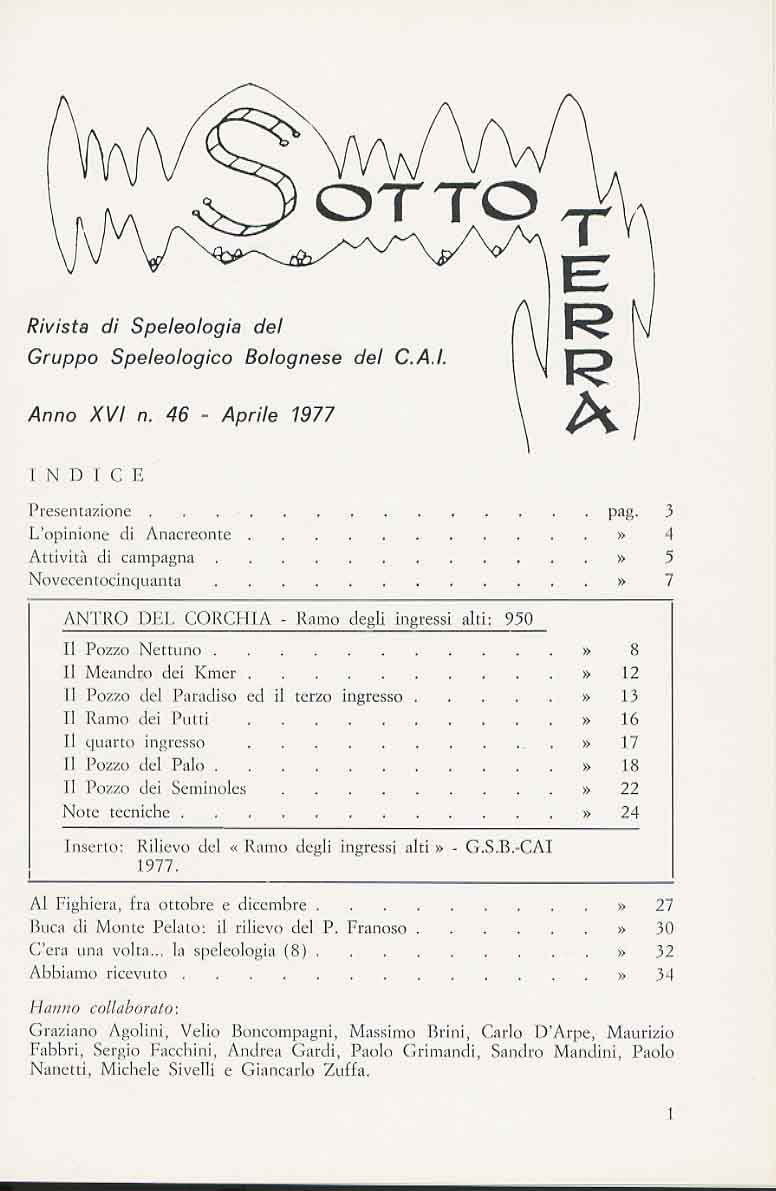 SOTTO
TERRA
Rivista di Speleologia del
Gruppo Speleologico Bolognese del C.A.I.
Anno XVI n. 46 - Aprile 1977
INDICE
Presentazione . . . . . . . . . . . . . . pag. 3
L'opinione di Anacreonte . . . . . . . . . . . » 4
Attività di campagna . . . . . . . . . . . . » 5
Novecentocinquanta . . . . . . . . . . . . » 7
ANTRO DEL CORCHIA - Ramo degli ingressi alti: 950
Il Pozzo Nettuno . . . . . . . . . . . » 8
Il Meandro dei Kmer . . . . . . . . . . » 12
Il Pozzo del Paradiso ed il terzo ingresso . . . . . » 13
Il Ramo dei Putti . . . . . . . . . . » 16
Il quarto ingresso . . . . . . . . . . » 17
Il Pozzo del Palo . . . . . . . . . . . » 18
Il Pozzo dei Seminoles . . . . . . . . . » 22
Note tecniche . . . . . . . . . . . . » 24
Inserto: Rilievo del « Ramo degli ingressi alti » - G.S.B.-CAI
1977.
Al Fighiera, fra ottobre e dicembre . . . . . . . . . » 27
Buca di Monte Pelato: il rilievo del P. Franoso . . . . . . » 30
C'era una volta... la speleologia (8) . . . . . . . . . » 32
Abbiamo ricevuto . . . . . . . . . . . . . » 34
Hanno collaborato:
Graziano Agolini, Velio Boncompagni, Massimo Brini, Carlo D'Arpe, Maurizio
Fabbri, Sergio Facchini, Andrea Gardi, Paolo Grimandi, Sandro Mandini, Paolo
Nanetti, Michele Sivelli e Giancarlo Zuffa.
1